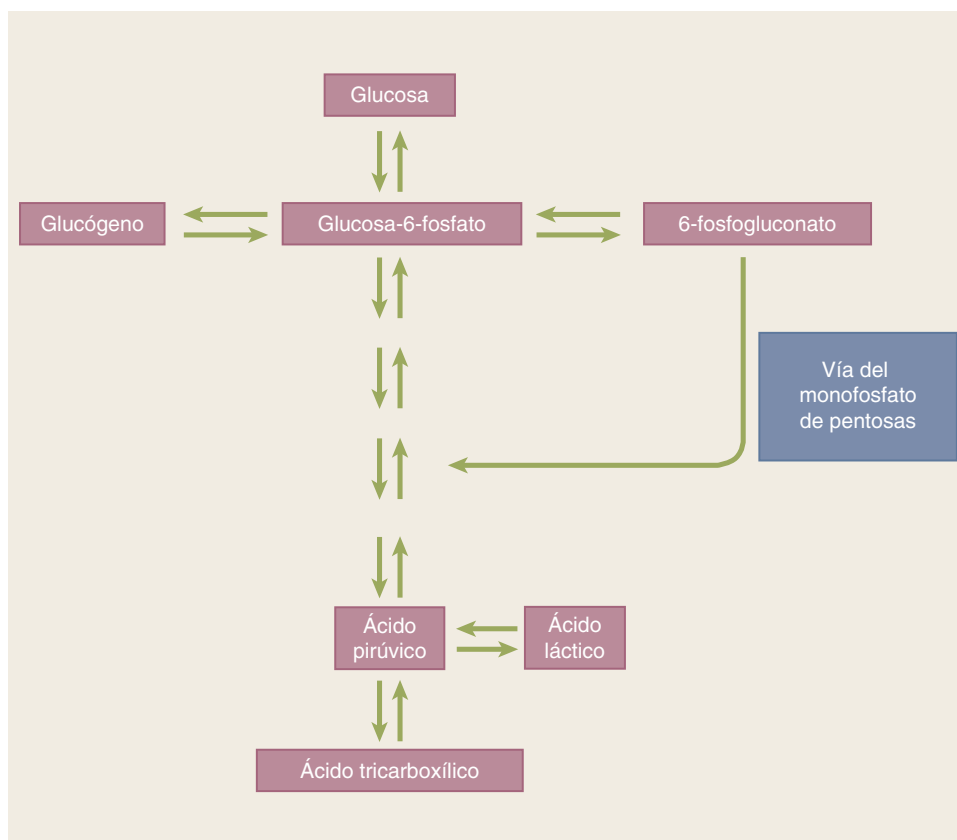 Glucosa
Glucógeno
Glucosa-6-fosfato
6-fosfogluconato
Vía del
monofosfato
de pentosas
Ácido
pirúvico
Ácido
láctico
Ácido tricarboxílico